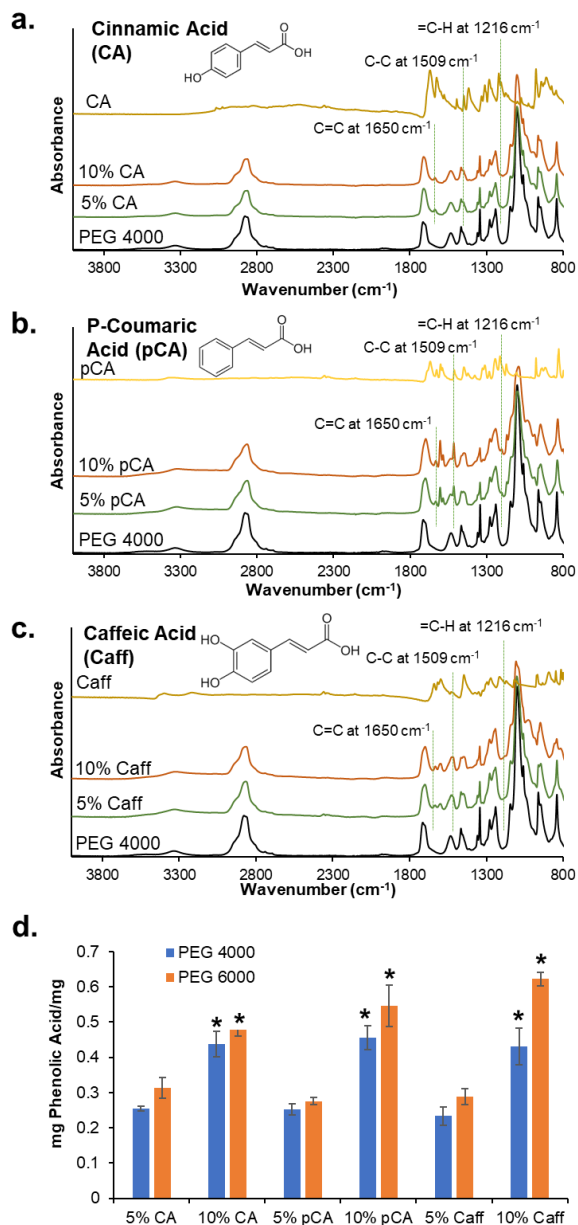 a.
Cinnamic Acid
(CA)
O
OH
HO
=C-H at 1216 cm⁻¹
C-C at 1509 cm⁻¹
CA
C=C at 1650 cm⁻¹
10% CA
5% CA
PEG 4000
Absorbance
3800 3300 2800 2300 1800 1300 800
Wavenumber (cm⁻¹)
b.
P-Coumaric
Acid (pCA)
O
OH
=C-H at 1216 cm⁻¹
C-C at 1509 cm⁻¹
pCA
C=C at 1650 cm⁻¹
10% pCA
5% pCA
PEG 4000
Absorbance
3800 3300 2800 2300 1800 1300 800
Wavenumber (cm⁻¹)
c.
Caffeic Acid
(Caff)
O
HO
OH
HO
=C-H at 1216 cm⁻¹
C-C at 1509 cm⁻¹
Caff
C=C at 1650 cm⁻¹
10% Caff
5% Caff
PEG 4000
Absorbance
3800 3300 2800 2300 1800 1300 800
Wavenumber (cm⁻¹)
d.
mg Phenolic Acid/mg
0.7
0.6
0.5
0.4
0.3
0.2
0.1
0
PEG 4000
PEG 6000
* * * * * *
5% CA 10% CA 5% pCA 10% pCA 5% Caff 10% Caff